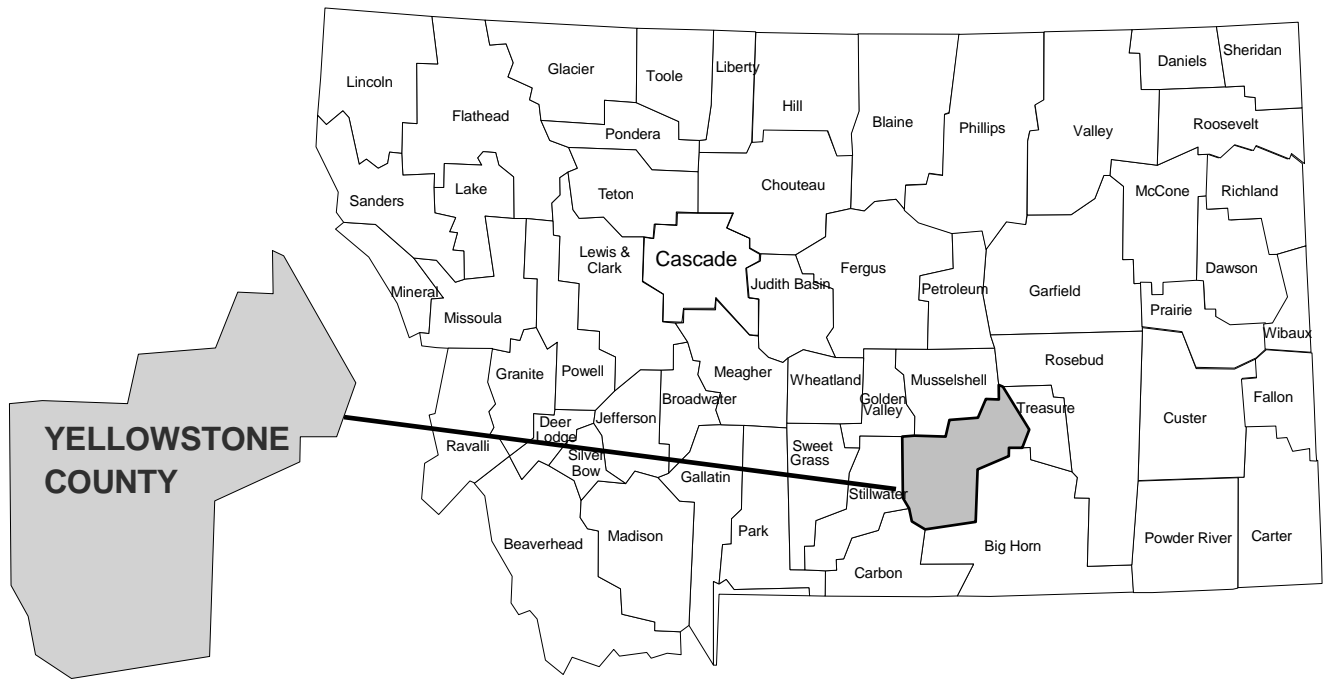 Lincoln
Flathead
Glacier
Toole
Liberty
Hill
Blaine
Phillips
Valley
Daniels
Sheridan
Roosevelt
Pondera
Sanders
Lake
Teton
Chouteau
McCone
Richland
Lewis &
Clark
Cascade
Judith Basin
Fergus
Petroleum
Garfield
Dawson
Mineral
Missoula
Prairie
Wibaux
Granite
Powell
Meagher
Broadwater
Wheatland
Golden
Valley
Musselshell
Treasure
Rosebud
Custer
Fallon
YELLOWSTONE
COUNTY
Ravalli
Deer
Lodge
Jefferson
Silver
Bow
Gallatin
Sweet
Grass
Stillwater
Beaverhead
Madison
Park
Carbon
Big Horn
Powder River
Carter